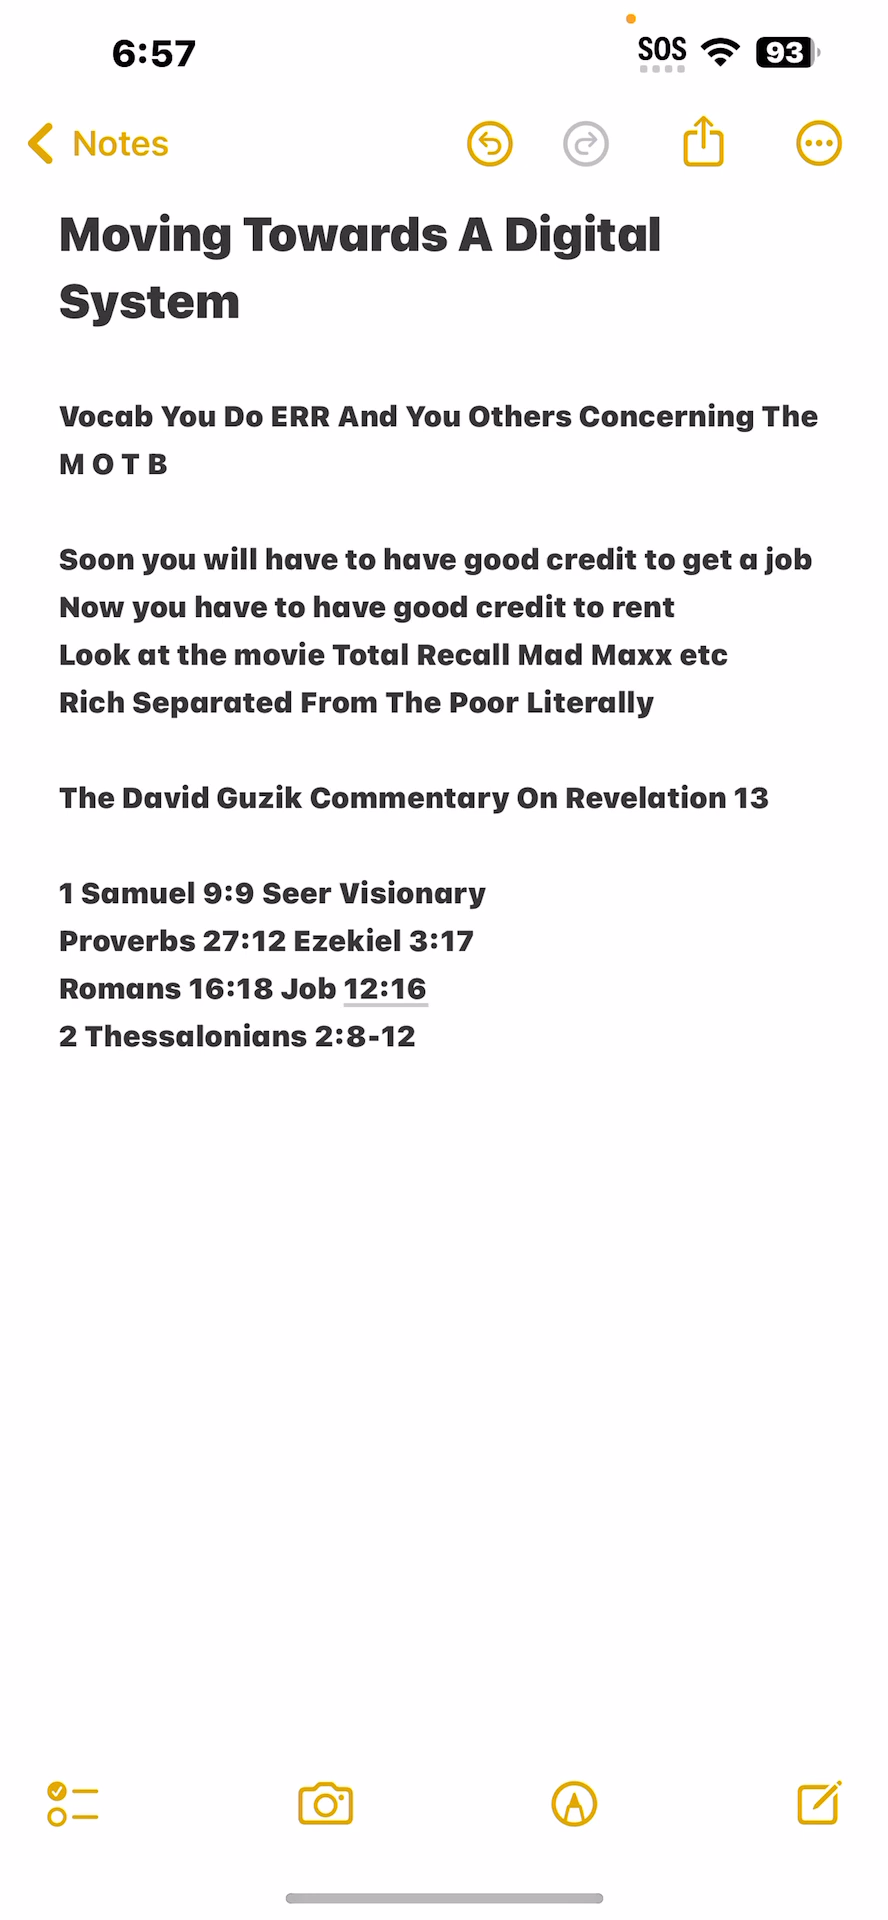 6:57
SOS
93
Notes
Moving Towards A Digital
System
Vocab You Do ERR And You Others Concerning The
M O T B
Soon you will have to have good credit to get a job
Now you have to have good credit to rent
Look at the movie Total Recall Mad Maxx etc
Rich Separated From The Poor Literally
The David Guzik Commentary On Revelation 13
1 Samuel 9:9 Seer Visionary
Proverbs 27:12 Ezekiel 3:17
Romans 16:18 Job 12:16
2 Thessalonians 2:8-12